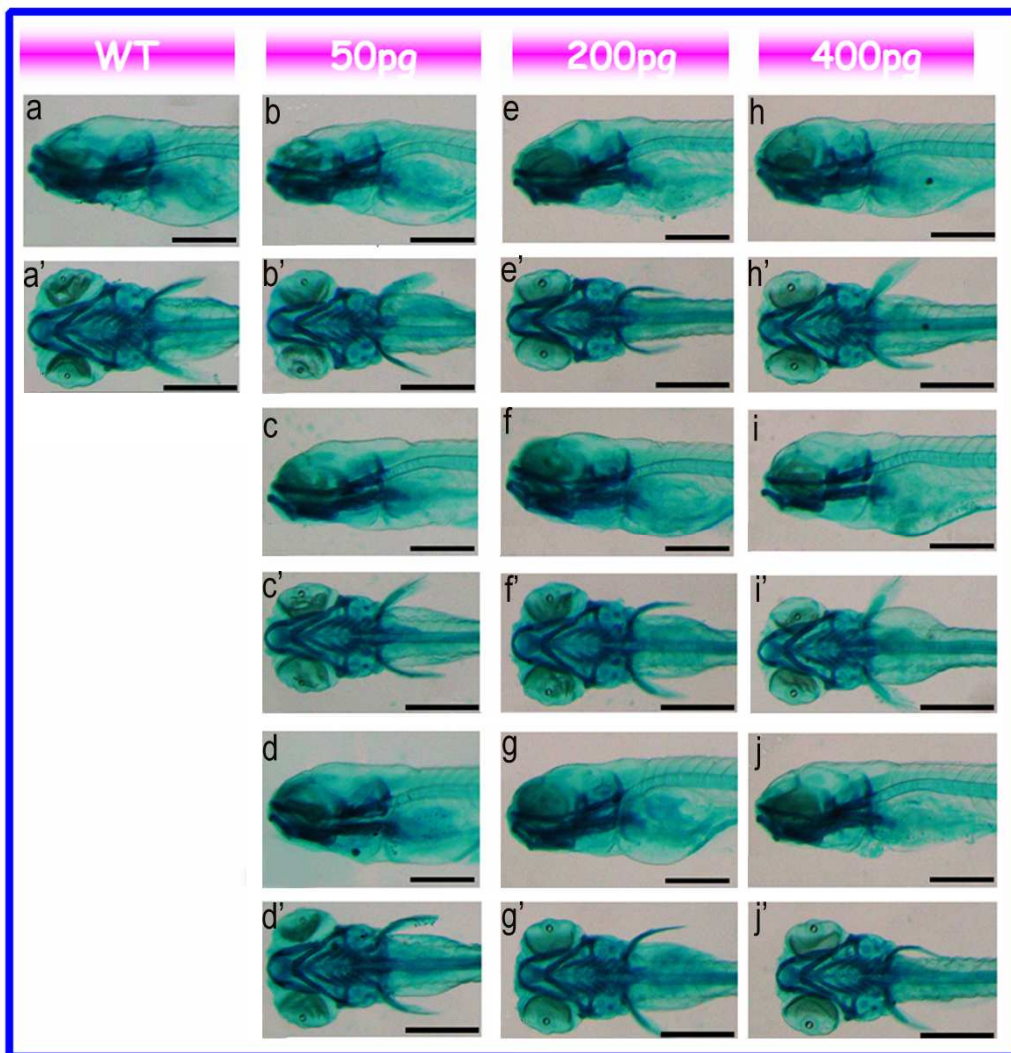 WT 50pg 200pg 400pg
a b e h
a’ b’ e’ h’
c f i
c’ f’ i’
d g j
d’ g’ j’